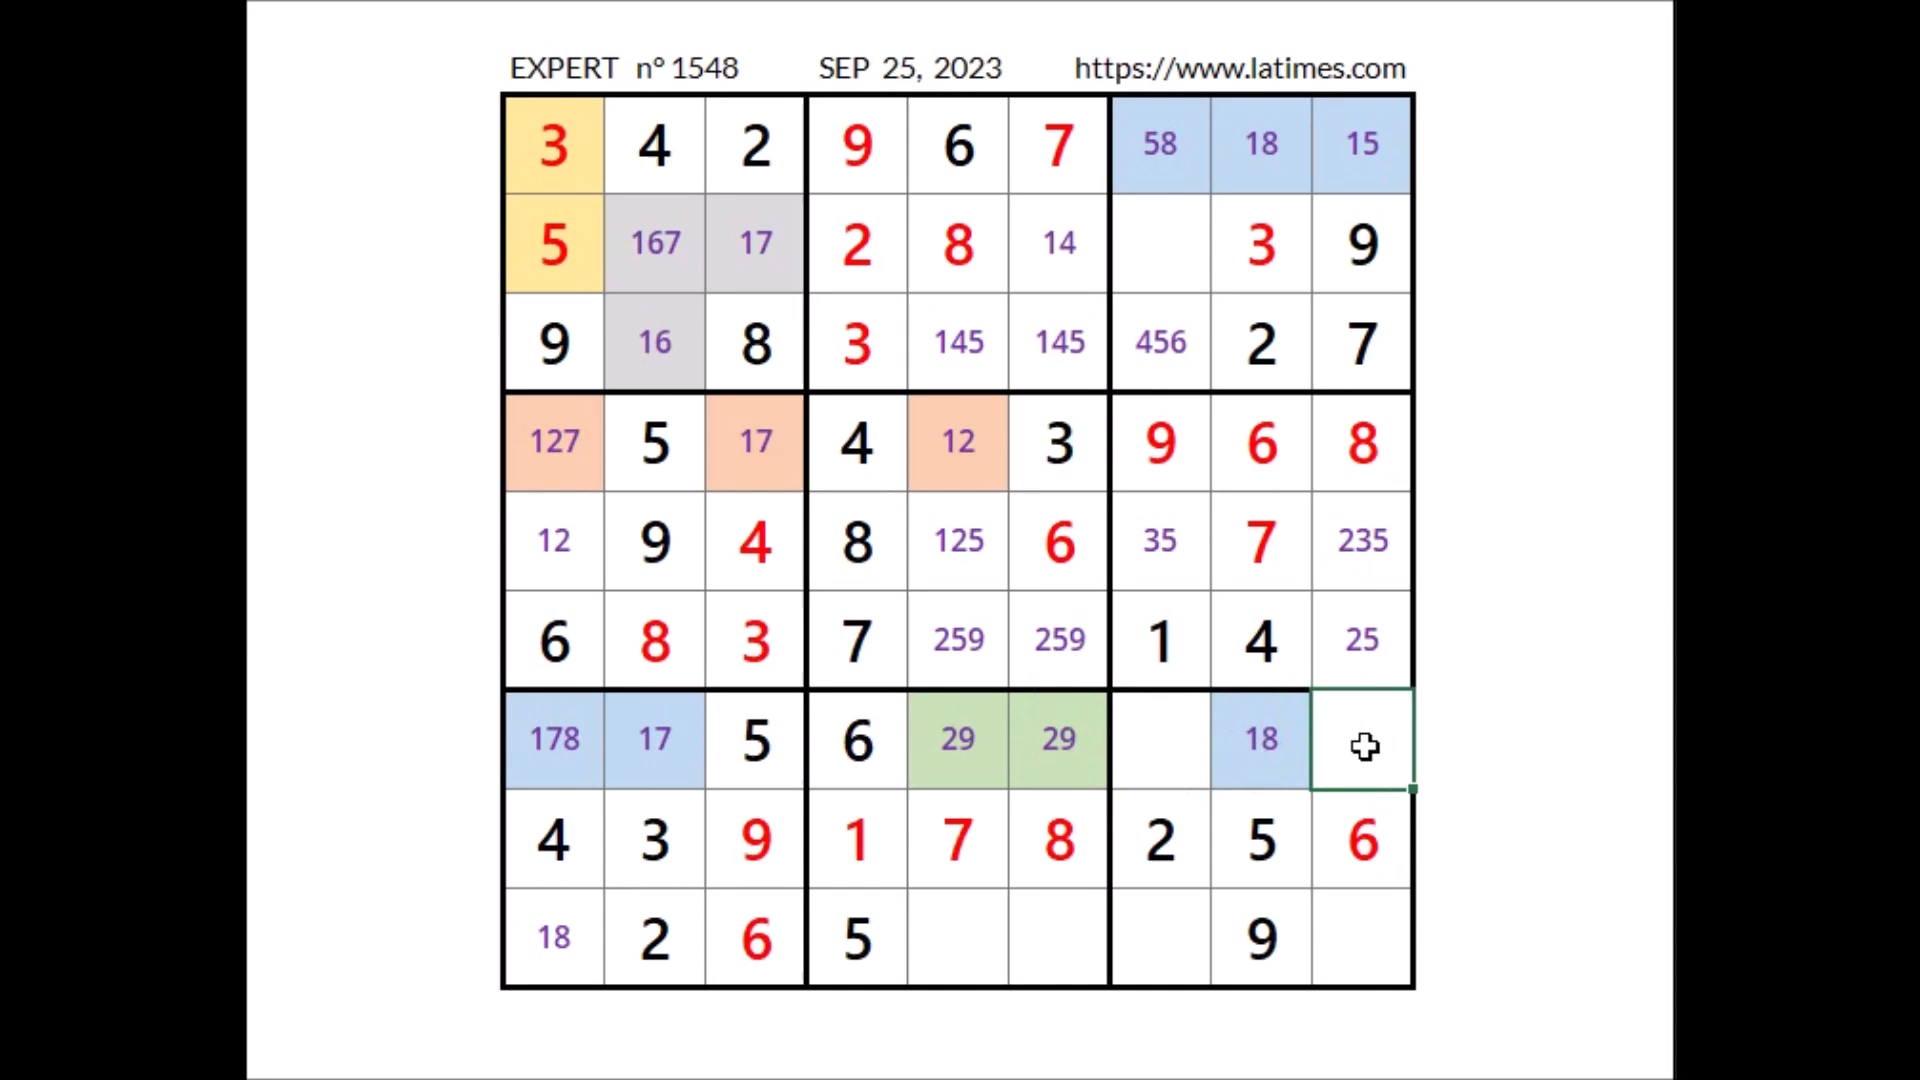 EXPERT n° 1548 SEP 25, 2023 https://www.latimes.com
3 4 2 9 6 7 58 18 15
5 167 17 2 8 14 3 9
9 16 8 3 145 145 456 2 7
127 5 17 4 12 3 9 6 8
12 9 4 8 125 6 35 7 235
6 8 3 7 259 259 1 4 25
178 17 5 6 29 29 18
4 3 9 1 7 8 2 5 6
18 2 6 5 9